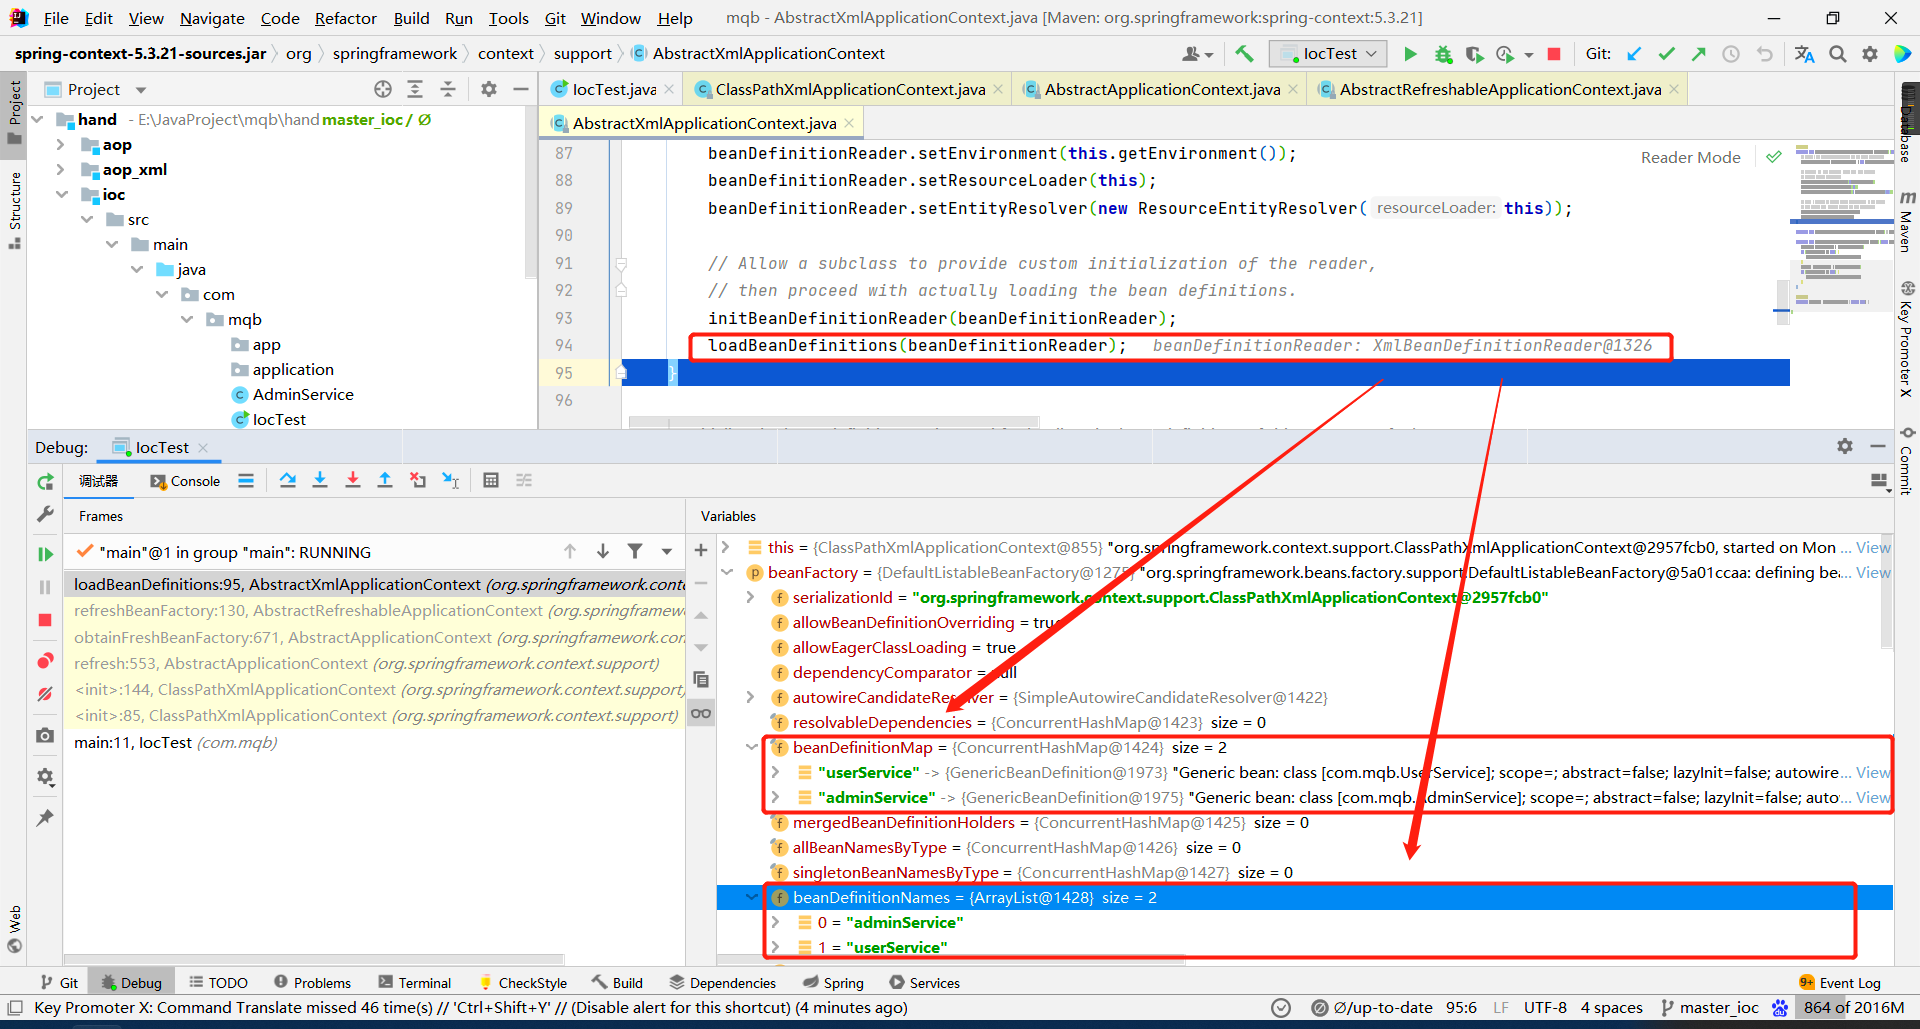 File Edit View Navigate Code Refactor Build Run Tools Git Window Help mqb - AbstractXmlApplicationContext.java [Maven: org.springframework:spring-context:5.3.21]
spring-context-5.3.21-sources.jar org springframework context support AbstractXmlApplicationContext IocTest Git:
Project
IocTest.java ClassPathXmlApplicationContext.java AbstractApplicationContext.java AbstractRefreshableApplicationContext.java
AbstractXmlApplicationContext.java
hand - E:\JavaProject\mqb\hand master_ioc / Ø
aop
aop_xml
ioc
src
main
java
com
mqb
app
application
AdminService
IocTest
Reader Mode
87 beanDefinitionReader.setEnvironment(this.getEnvironment());
88 beanDefinitionReader.setResourceLoader(this);
89 beanDefinitionReader.setEntityResolver(new ResourceEntityResolver( resourceLoader: this));
90
91 // Allow a subclass to provide custom initialization of the reader,
92 // then proceed with actually loading the bean definitions.
93 initBeanDefinitionReader(beanDefinitionReader);
94 loadBeanDefinitions(beanDefinitionReader); beanDefinitionReader: XmlBeanDefinitionReader@1326
95 }
96
Project
Structure
Web
Database
Maven
Key Promoter X
Commit
Debug: IocTest
调试器 Console
Frames
"main"@1 in group "main": RUNNING
loadBeanDefinitions:95, AbstractXmlApplicationContext (org.springframework.conte
refreshBeanFactory:130, AbstractRefreshableApplicationContext (org.springframew
obtainFreshBeanFactory:671, AbstractApplicationContext (org.springframework.con
refresh:553, AbstractApplicationContext (org.springframework.context.support)
<init>:144, ClassPathXmlApplicationContext (org.springframework.context.support)
<init>:85, ClassPathXmlApplicationContext (org.springframework.context.support)
main:11, IocTest (com.mqb)
Variables
this = {ClassPathXmlApplicationContext@855} "org.springframework.context.support.ClassPathXmlApplicationContext@2957fcb0, started on Mon ... View
beanFactory = {DefaultListableBeanFactory@1275} "org.springframework.beans.factory.support.DefaultListableBeanFactory@5a01ccaa: defining be... View
serializationId = "org.springframework.context.support.ClassPathXmlApplicationContext@2957fcb0"
allowBeanDefinitionOverriding = true
allowEagerClassLoading = true
dependencyComparator = null
autowireCandidateResolver = {SimpleAutowireCandidateResolver@1422}
resolvableDependencies = {ConcurrentHashMap@1423} size = 0
beanDefinitionMap = {ConcurrentHashMap@1424} size = 2
"userService" -> {GenericBeanDefinition@1973} "Generic bean: class [com.mqb.UserService]; scope=; abstract=false; lazyInit=false; autowire... View
"adminService" -> {GenericBeanDefinition@1975} "Generic bean: class [com.mqb.AdminService]; scope=; abstract=false; lazyInit=false; auto... View
mergedBeanDefinitionHolders = {ConcurrentHashMap@1425} size = 0
allBeanNamesByType = {ConcurrentHashMap@1426} size = 0
singletonBeanNamesByType = {ConcurrentHashMap@1427} size = 0
beanDefinitionNames = {ArrayList@1428} size = 2
0 = "adminService"
1 = "userService"
Git Debug TODO Problems Terminal CheckStyle Build Dependencies Spring Services 9+ Event Log
Key Promoter X: Command Translate missed 46 time(s) // 'Ctrl+Shift+Y' // (Disable alert for this shortcut) (4 minutes ago) Ø/up-to-date 95:6 LF UTF-8 4 spaces master_ioc 864 of 2016M